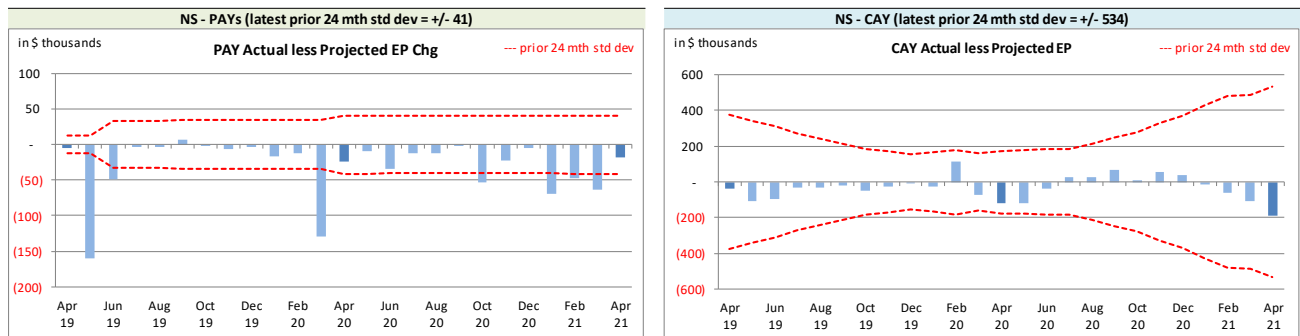 NS - PAYs (latest prior 24 mth std dev = +/- 41)
in $ thousands
PAY Actual less Projected EP Chg
--- prior 24 mth std dev
100
50
-
(50)
(100)
(150)
(200)
Apr Jun Aug Oct Dec Feb Apr Jun Aug Oct Dec Feb Apr
19 19 19 19 19 20 20 20 20 20 20 21 21
NS - CAY (latest prior 24 mth std dev = +/- 534)
in $ thousands
CAY Actual less Projected EP
--- prior 24 mth std dev
600
400
200
-
(200)
(400)
(600)
Apr Jun Aug Oct Dec Feb Apr Jun Aug Oct Dec Feb Apr
19 19 19 19 19 20 20 20 20 20 20 21 21